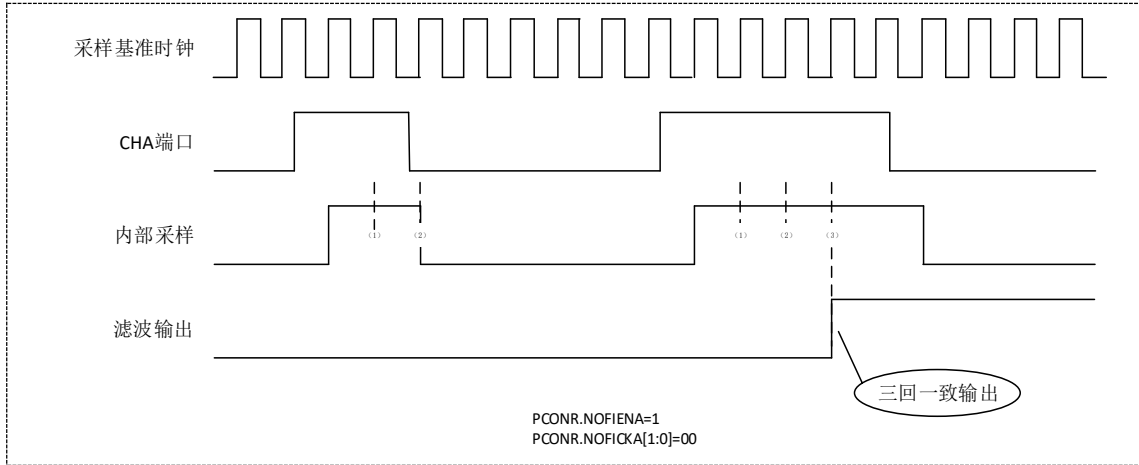 采样基准时钟
CHA端口
内部采样
（1） （2） （1） （2） （3）
滤波输出
三回一致输出
PCONR.NOFIENA=1
PCONR.NOFICKA[1:0]=00